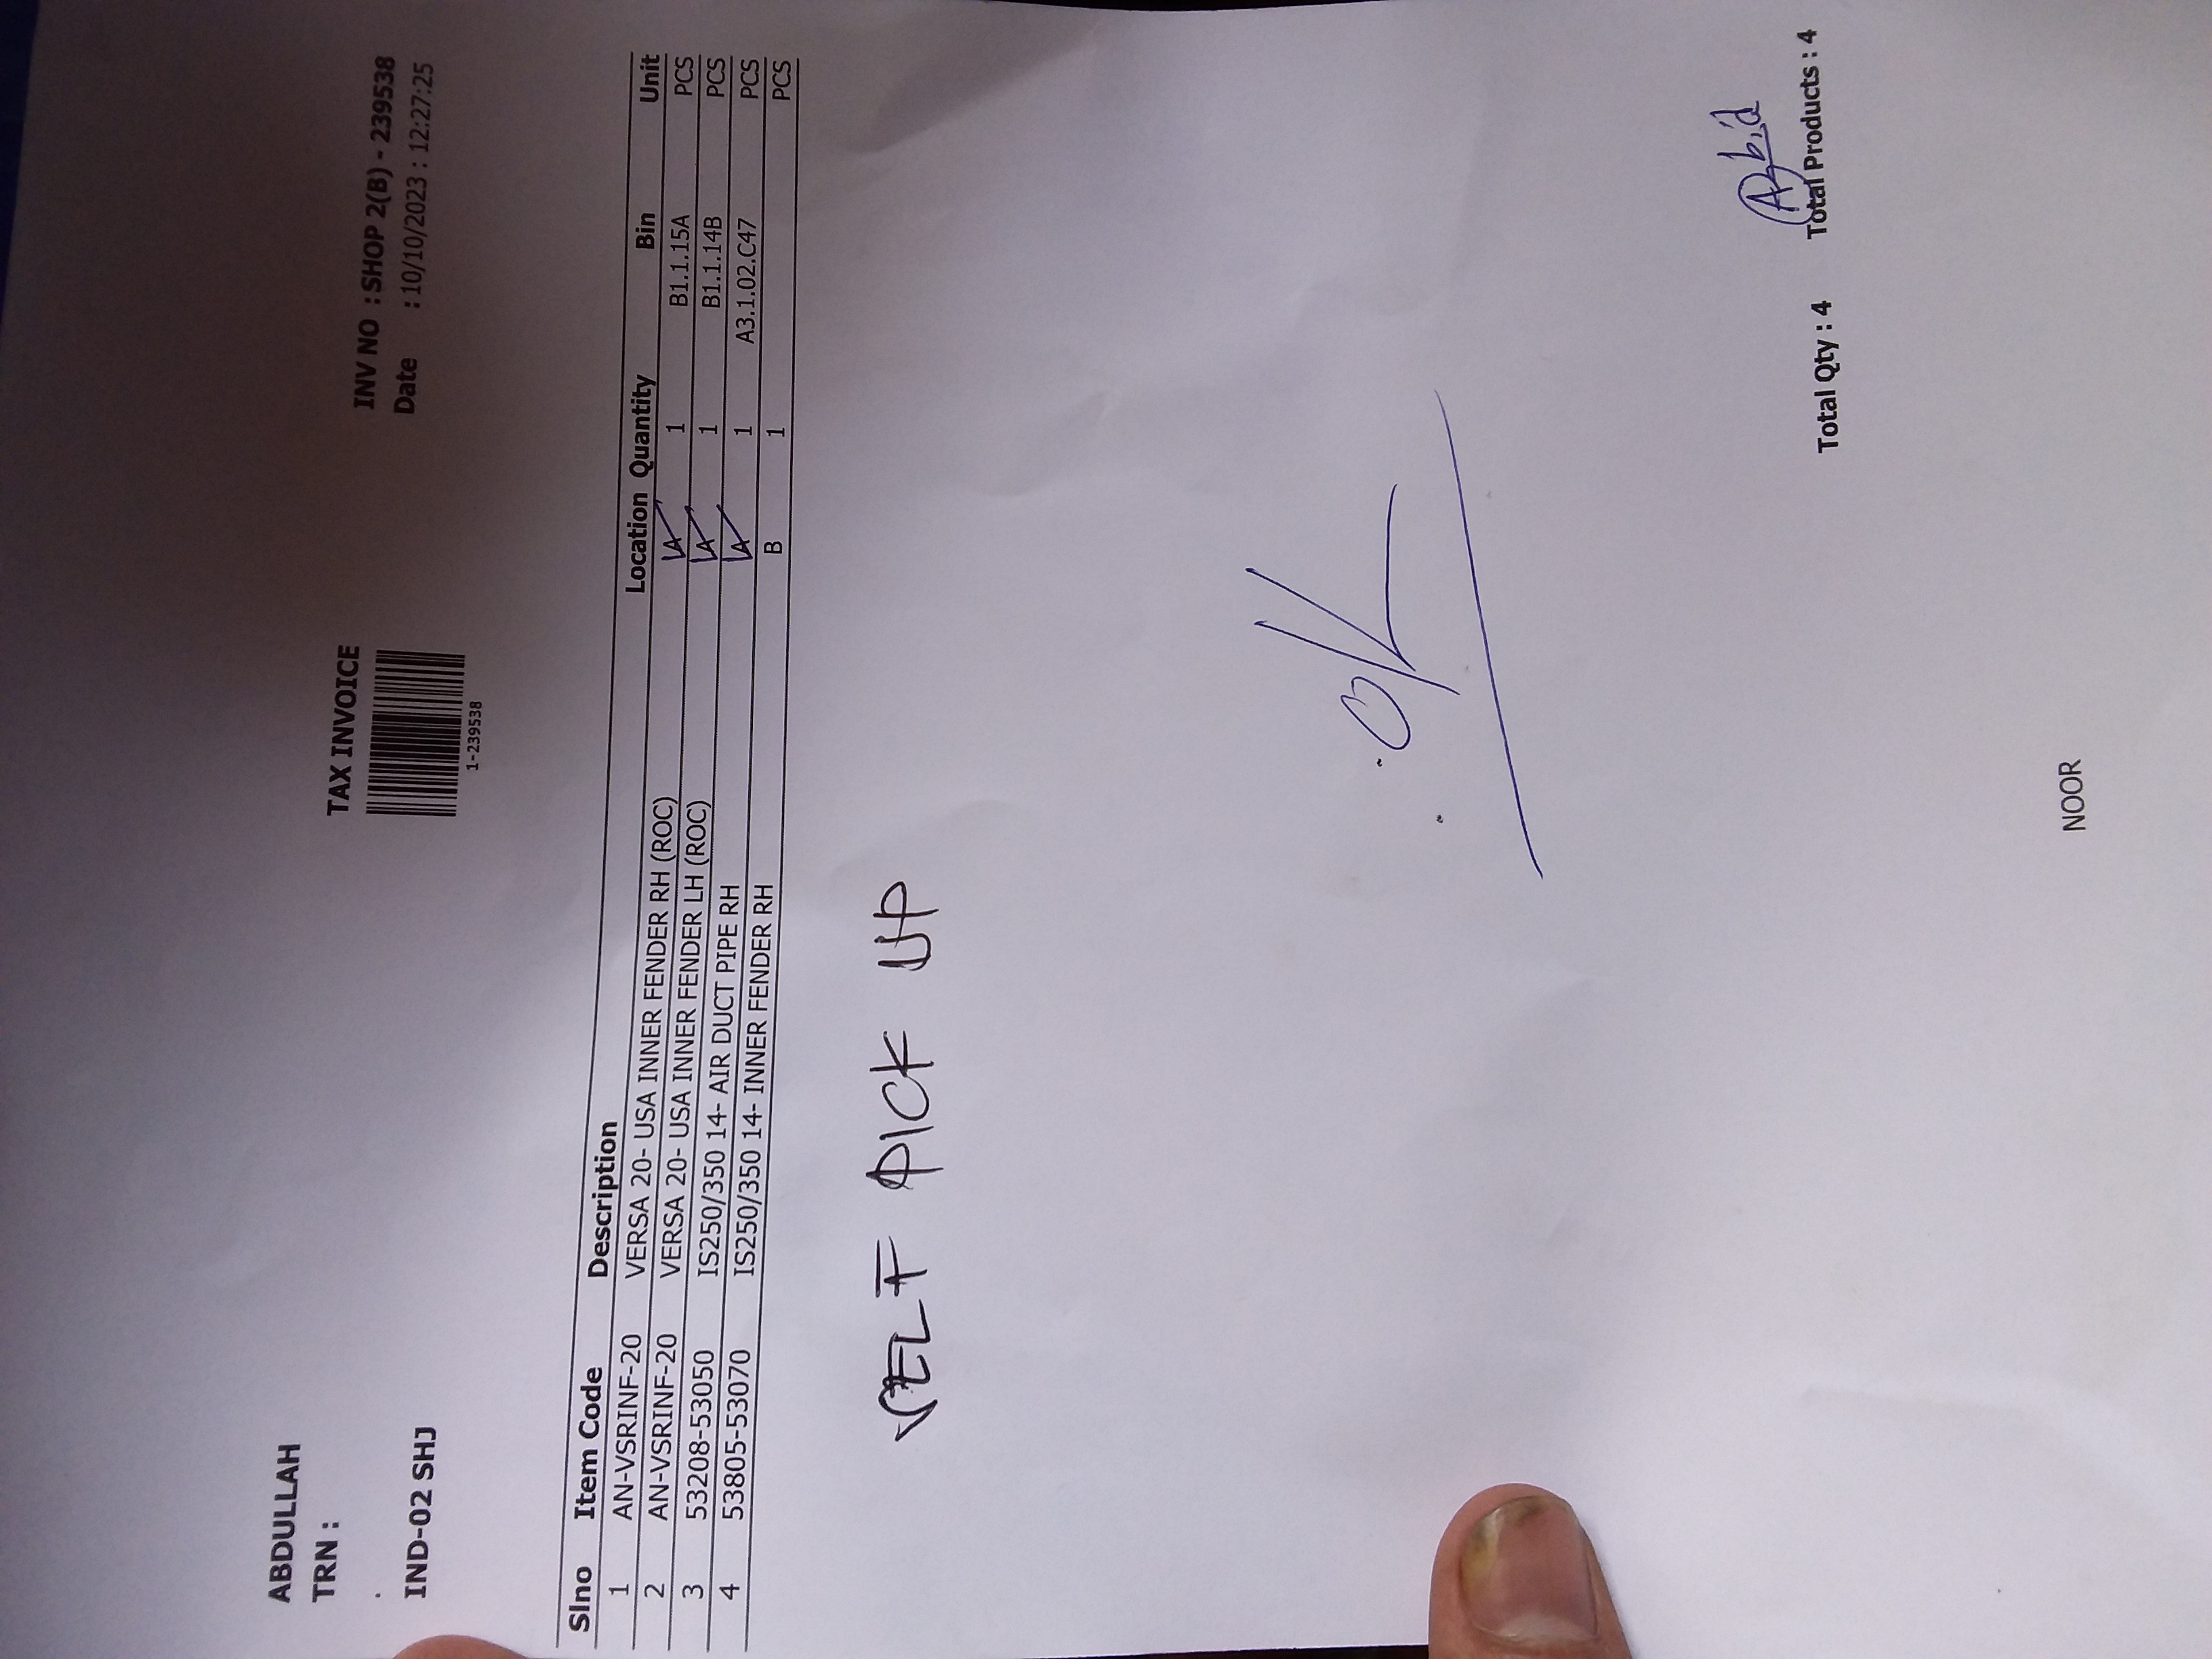 ABDULLAH
TRN :
.
IND-02 SHJ
TAX INVOICE
1-239538
INV NO : SHOP 2(B) - 239538
Date : 10/10/2023 : 12:27:25
Slno Item Code Description Location Quantity Bin Unit
1 AN-VSRINF-20 VERSA 20- USA INNER FENDER RH (ROC) A 1 B1.1.15A PCS
2 AN-VSRINF-20 VERSA 20- USA INNER FENDER LH (ROC) A 1 B1.1.14B PCS
3 53208-53050 IS250/350 14- AIR DUCT PIPE RH A 1 A3.1.02.C47 PCS
4 53805-53070 IS250/350 14- INNER FENDER RH B 1 PCS
SELF PICK UP
OK
Total Qty : 4 Total Products : 4
NOOR